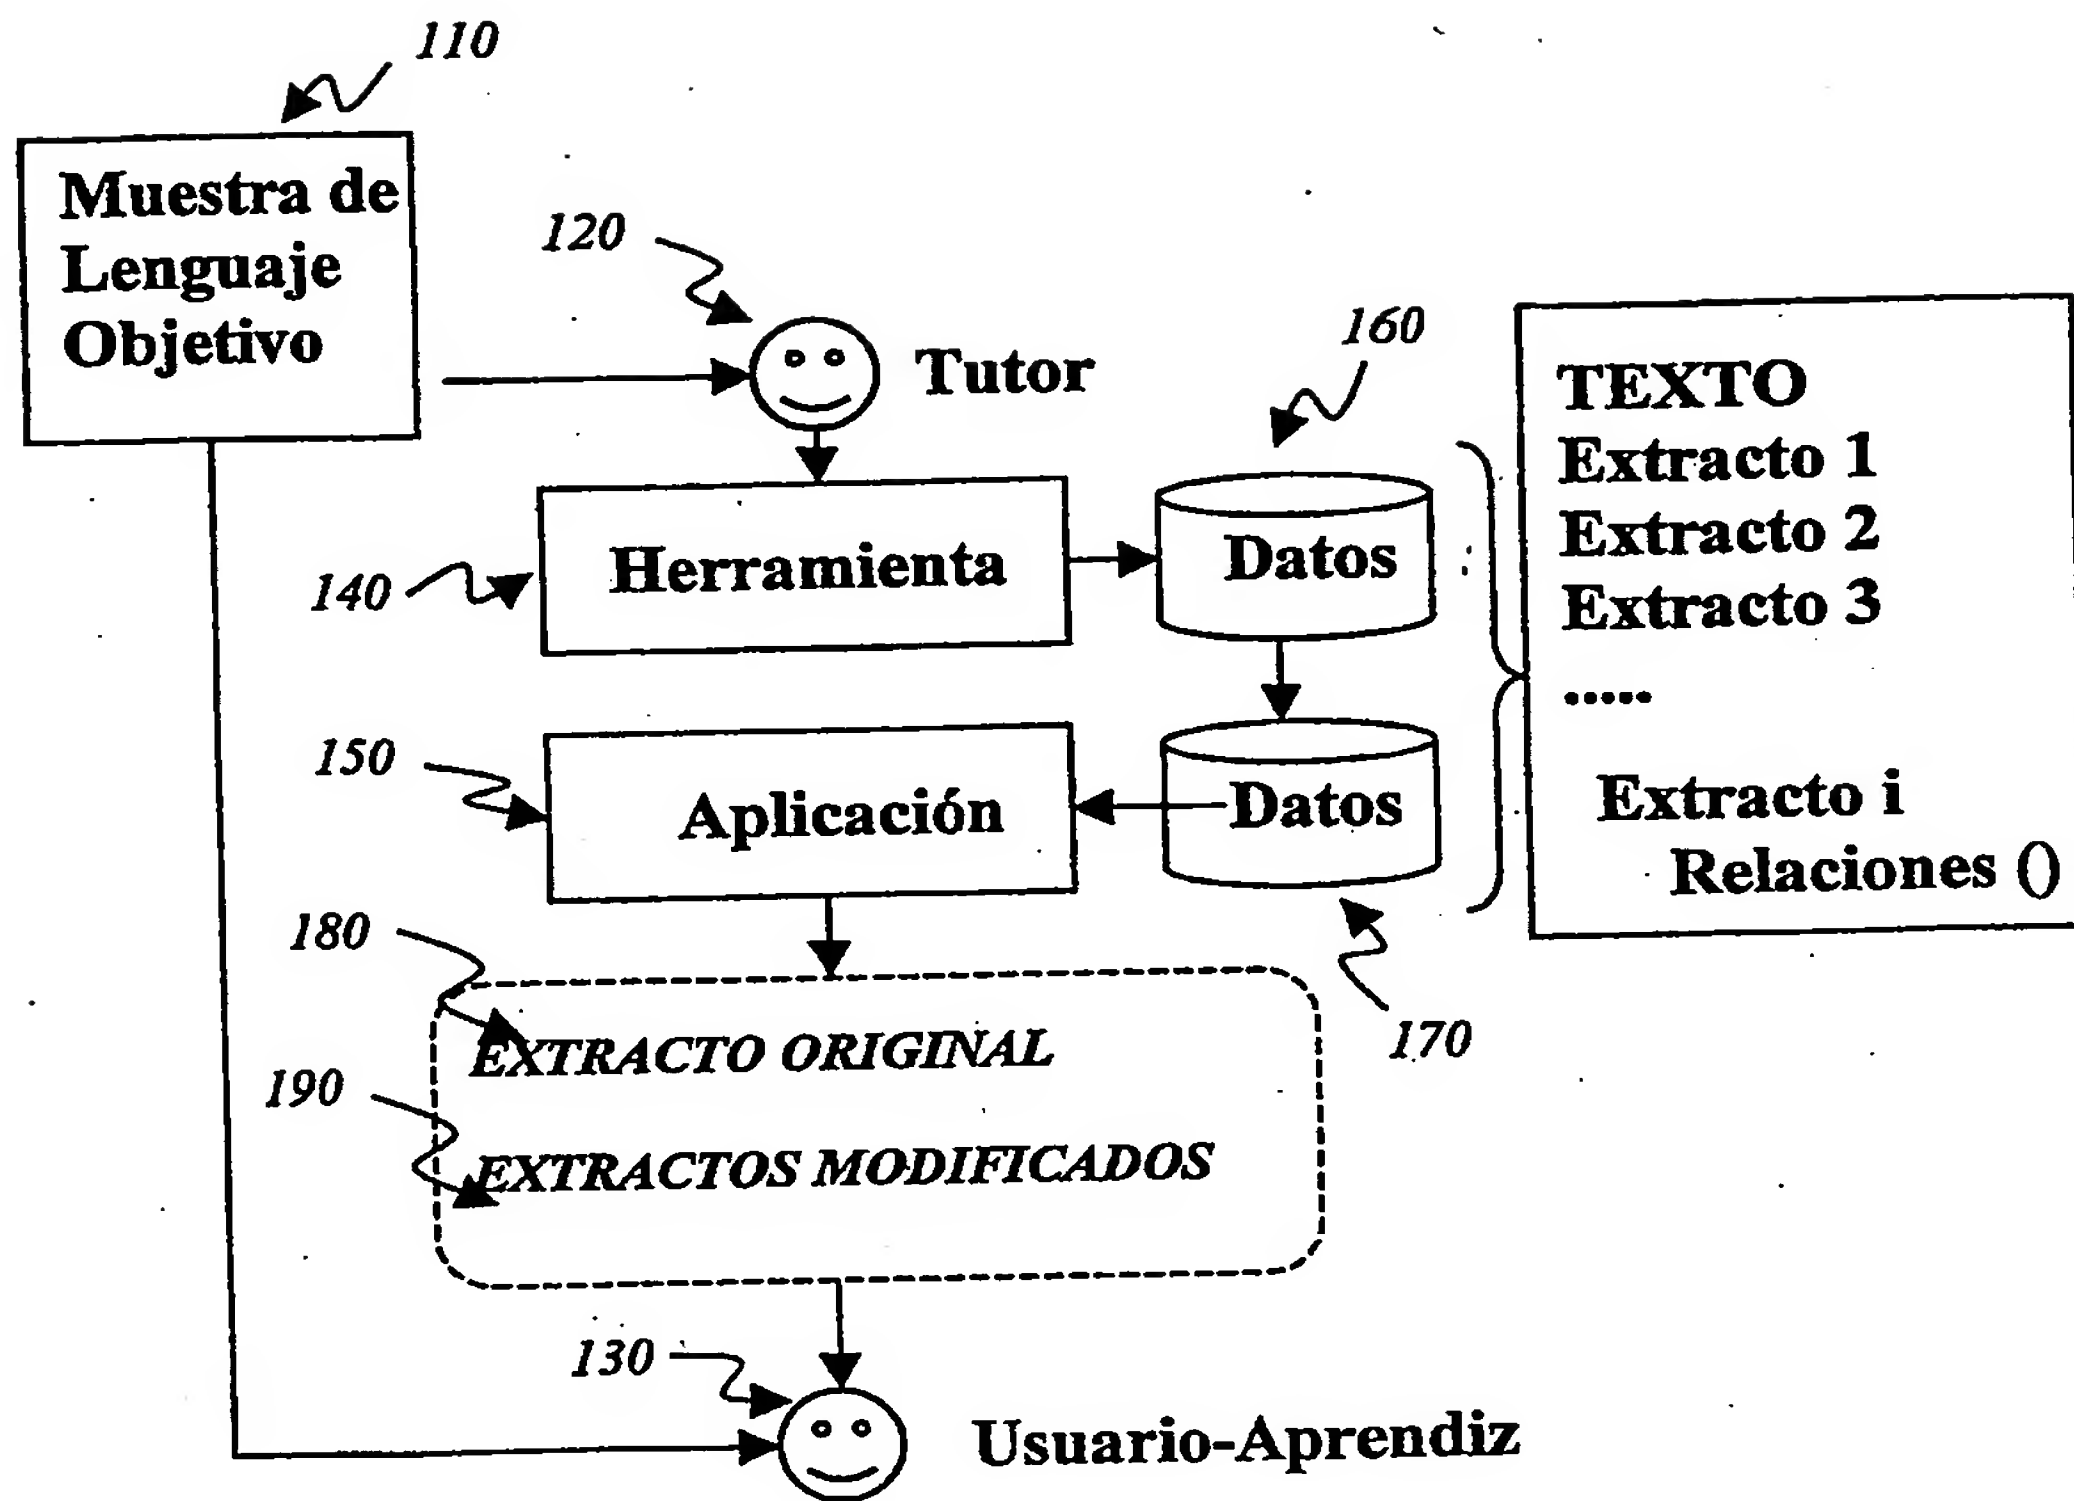 110
Muestra de
Lenguaje
Objetivo
120
Tutor
160
TEXTO
Extracto 1
Extracto 2
Extracto 3
.....
Extracto i
Relaciones ()
140
Herramienta
Datos
150
Aplicación
Datos
180
170
EXTRACTO ORIGINAL
190
EXTRACTOS MODIFICADOS
130
Usuario-Aprendiz